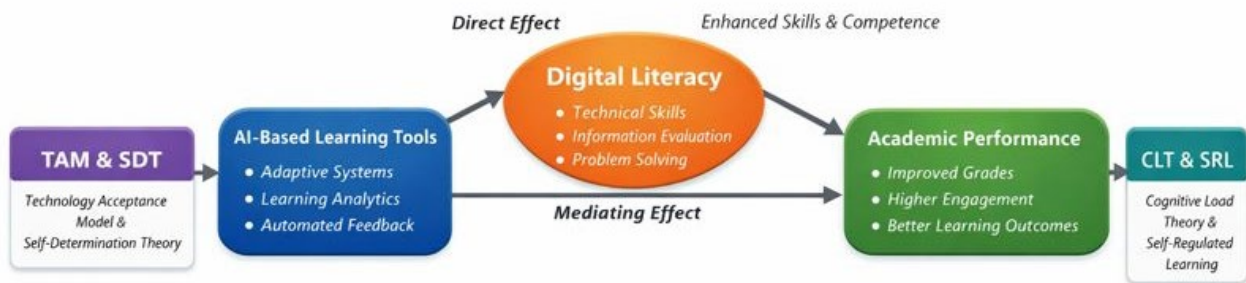 Direct Effect
Enhanced Skills & Competence
Digital Literacy
• Technical Skills
• Information Evaluation
• Problem Solving
TAM & SDT
Technology Acceptance
Model &
Self-Determination Theory
AI-Based Learning Tools
• Adaptive Systems
• Learning Analytics
• Automated Feedback
Mediating Effect
Academic Performance
• Improved Grades
• Higher Engagement
• Better Learning Outcomes
CLT & SRL
Cognitive Load
Theory &
Self-Regulated
Learning